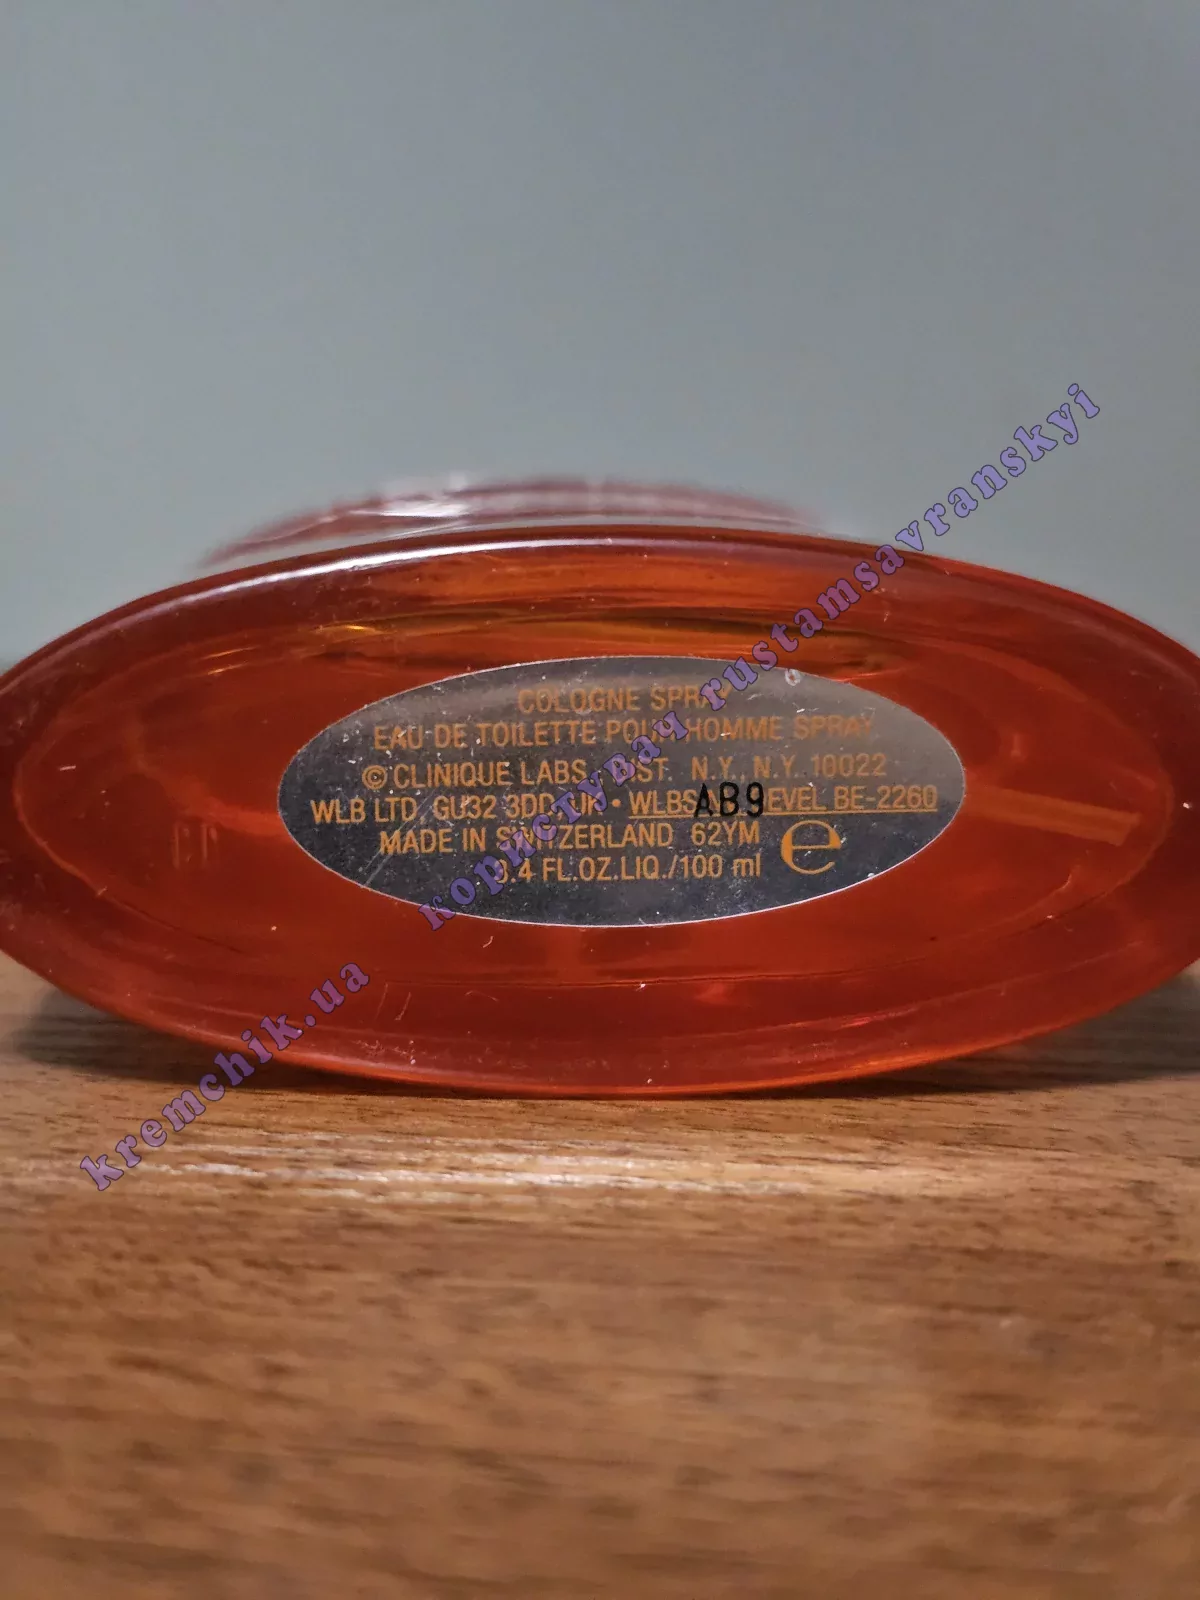 COLOGNE SPRAY
EAU DE TOILETTE POUR HOMME SPRAY
© CLINIQUE LABS., DIST. N.Y., N.Y. 10022
WLB LTD, GU32 3DD, UK • WLBS EVEL BE-2260
AB9
MADE IN SWITZERLAND 62YM e
3.4 FL.OZ.LIQ./100 ml
kremchik.ua користувач rustamsavranskyi